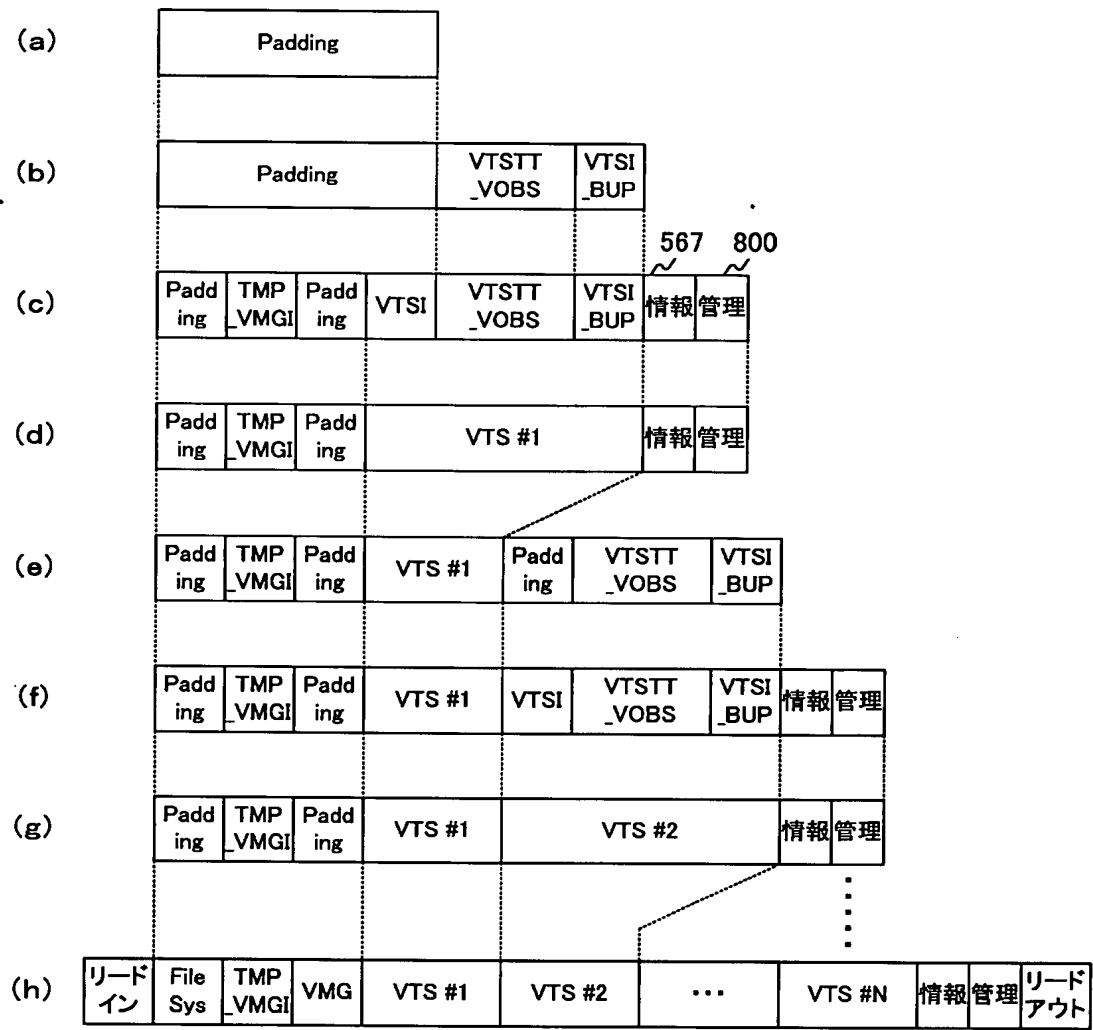 (a)
Padding
(b)
Padding
VTSTT
_VOBS
VTSI
_BUP
567
800
(c)
Padd
ing
TMP
_VMGI
Padd
ing
VTSI
VTSTT
_VOBS
VTSI
_BUP
情報
管理
(d)
Padd
ing
TMP
_VMGI
Padd
ing
VTS #1
情報
管理
(e)
Padd
ing
TMP
_VMGI
Padd
ing
VTS #1
Padd
ing
VTSTT
_VOBS
VTSI
_BUP
(f)
Padd
ing
TMP
_VMGI
Padd
ing
VTS #1
VTSI
VTSTT
_VOBS
VTSI
_BUP
情報
管理
(g)
Padd
ing
TMP
_VMGI
Padd
ing
VTS #1
VTS #2
情報
管理
(h)
リード
イン
File
Sys
TMP
_VMGI
VMG
VTS #1
VTS #2
･･･
VTS #N
情報
管理
リード
アウト